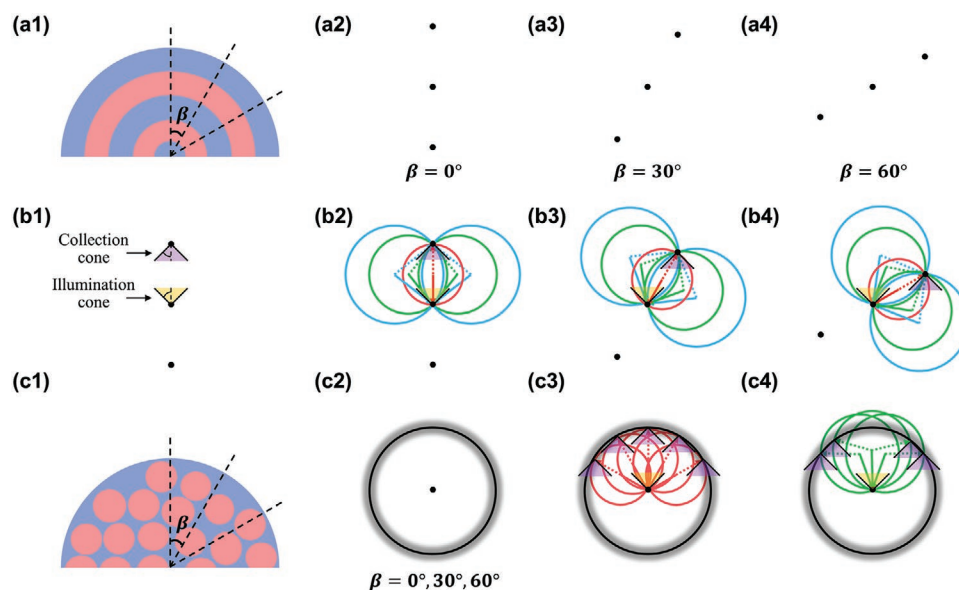 (a1)
(a2)
(a3)
(a4)
β
β = 0°
β = 30°
β = 60°
(b1)
(b2)
(b3)
(b4)
Collection
cone
Illumination
cone
(c1)
(c2)
(c3)
(c4)
β
β = 0°, 30°, 60°